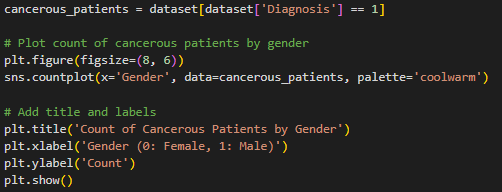 cancerous_patients = dataset[dataset['Diagnosis'] == 1]
# Plot count of cancerous patients by gender
plt.figure(figsize=(8, 6))
sns.countplot(x='Gender', data=cancerous_patients, palette='coolwarm')
# Add title and labels
plt.title('Count of Cancerous Patients by Gender')
plt.xlabel('Gender (0: Female, 1: Male)')
plt.ylabel('Count')
plt.show()